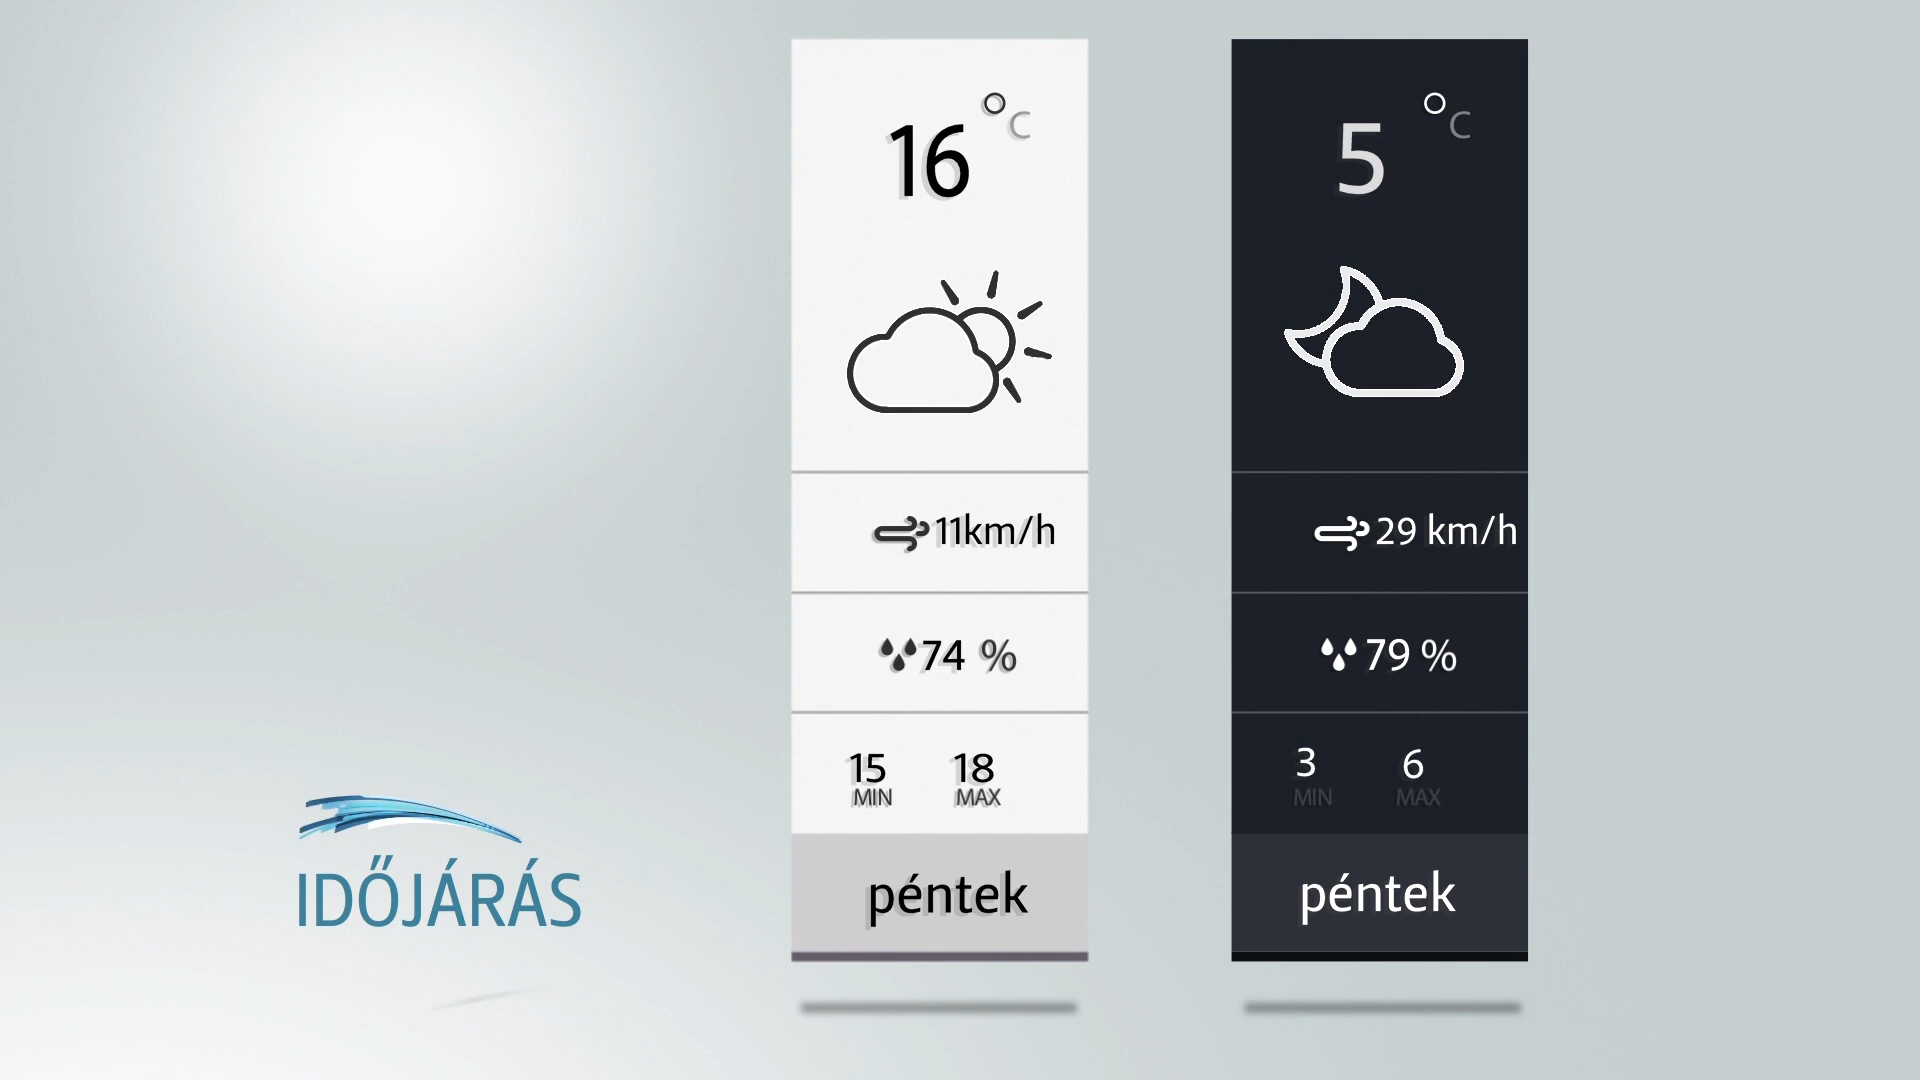 16 °C
11km/h
74 %
15 18
MIN MAX
péntek
5 °C
29 km/h
79 %
3 6
MIN MAX
péntek
IDŐJÁRÁS